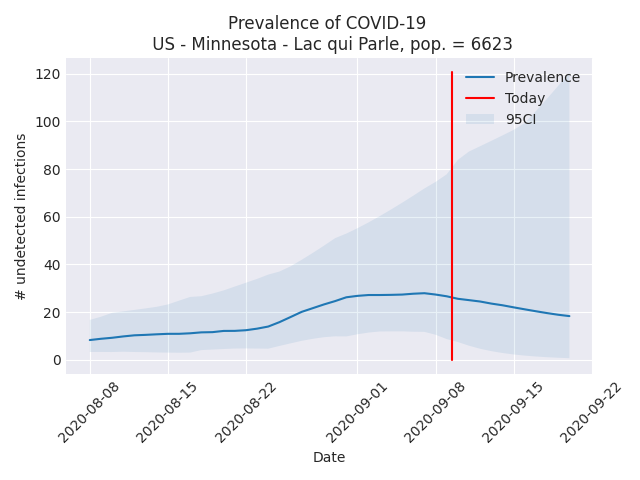 Prevalence of COVID-19
US - Minnesota - Lac qui Parle, pop. = 6623
Prevalence
Today
95CI
# undetected infections
120
100
80
60
40
20
0
2020-08-08
2020-08-15
2020-08-22
2020-09-01
2020-09-08
2020-09-15
2020-09-22
Date